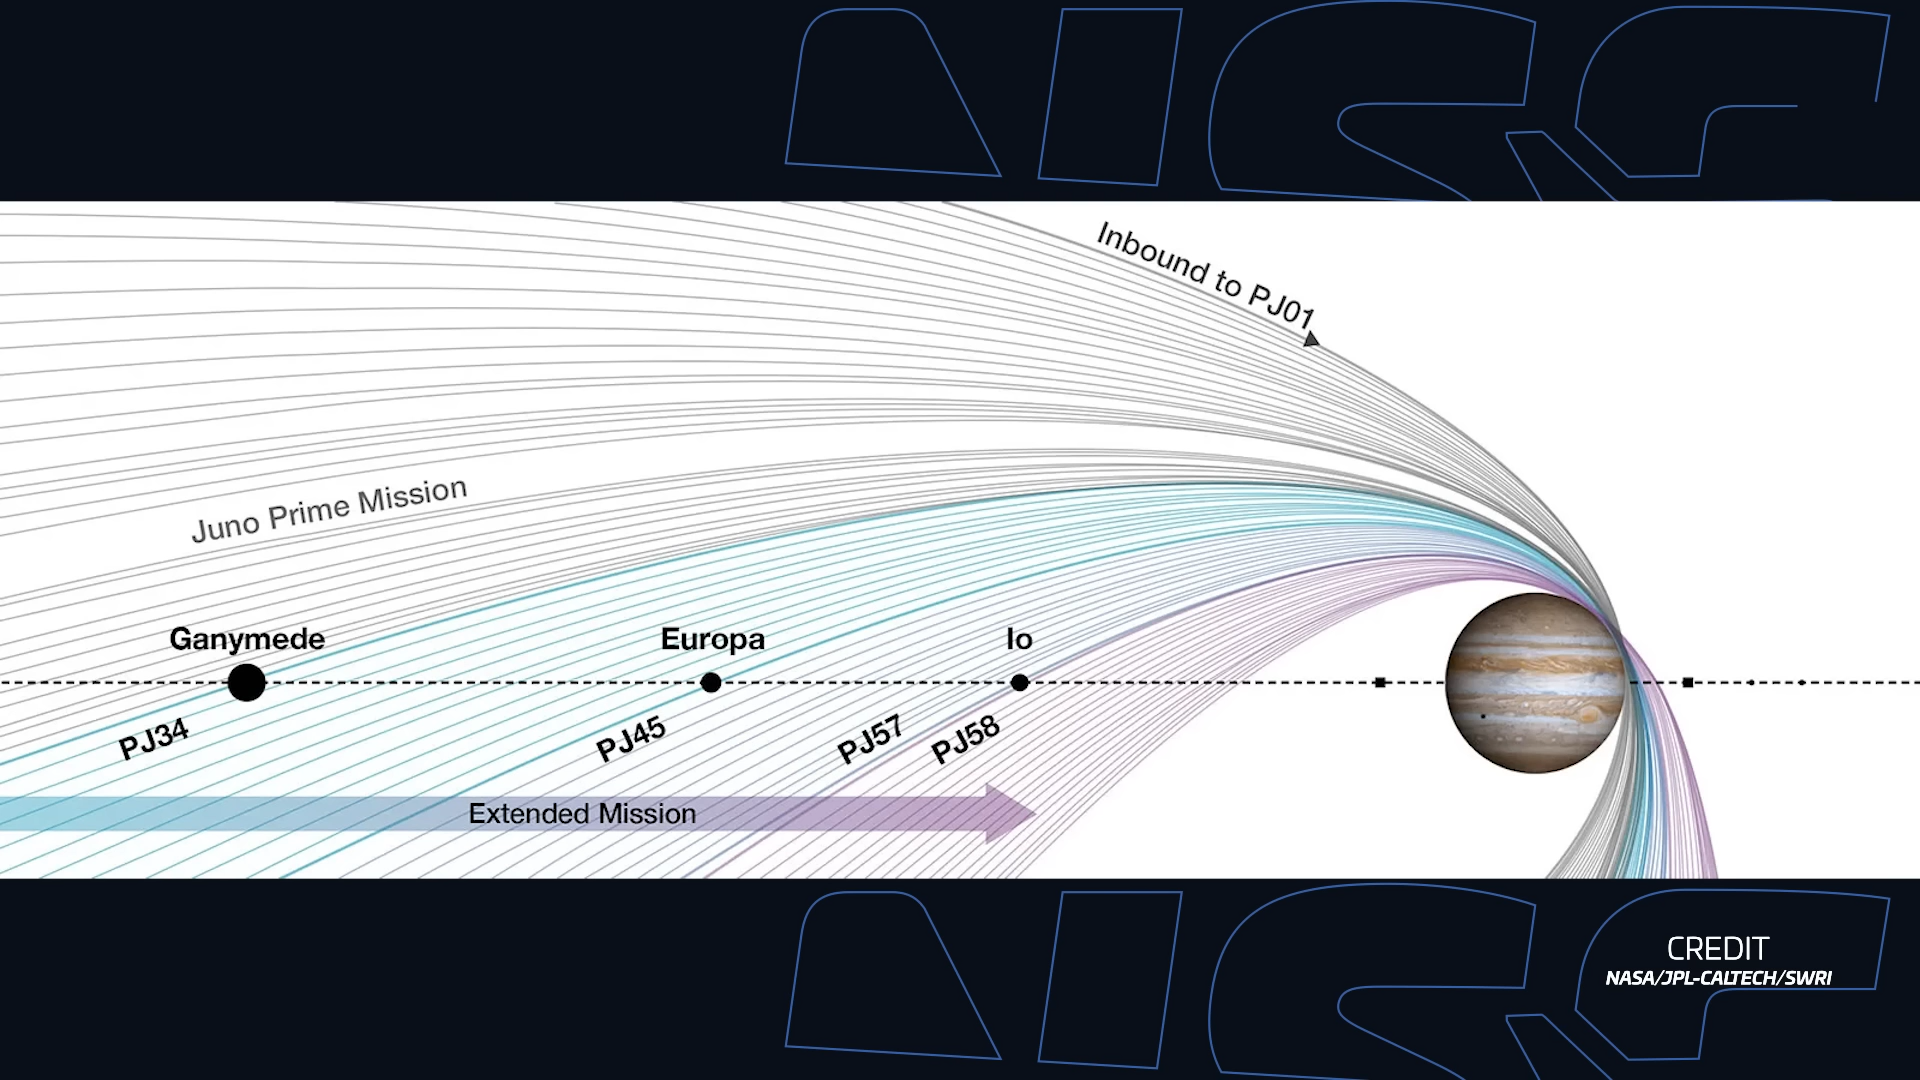 Inbound to PJ01
Juno Prime Mission
Ganymede
Europa
Io
PJ34
PJ45
PJ57
PJ58
Extended Mission
CREDIT
NASA/JPL-CALTECH/SWRI